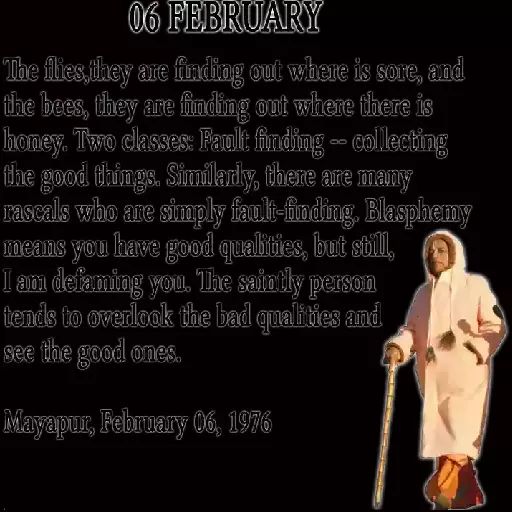 06 FEBRUARY
The flies,they are finding out where is sore, and
the bees, they are finding out where there is
honey. Two classes: Fault finding -- collecting
the good things. Similarly, there are many
rascals who are simply fault-finding. Blasphemy
means you have good qualities, but still,
I am defaming you. The saintly person
tends to overlook the bad qualities and
see the good ones.
Mayapur, February 06, 1976